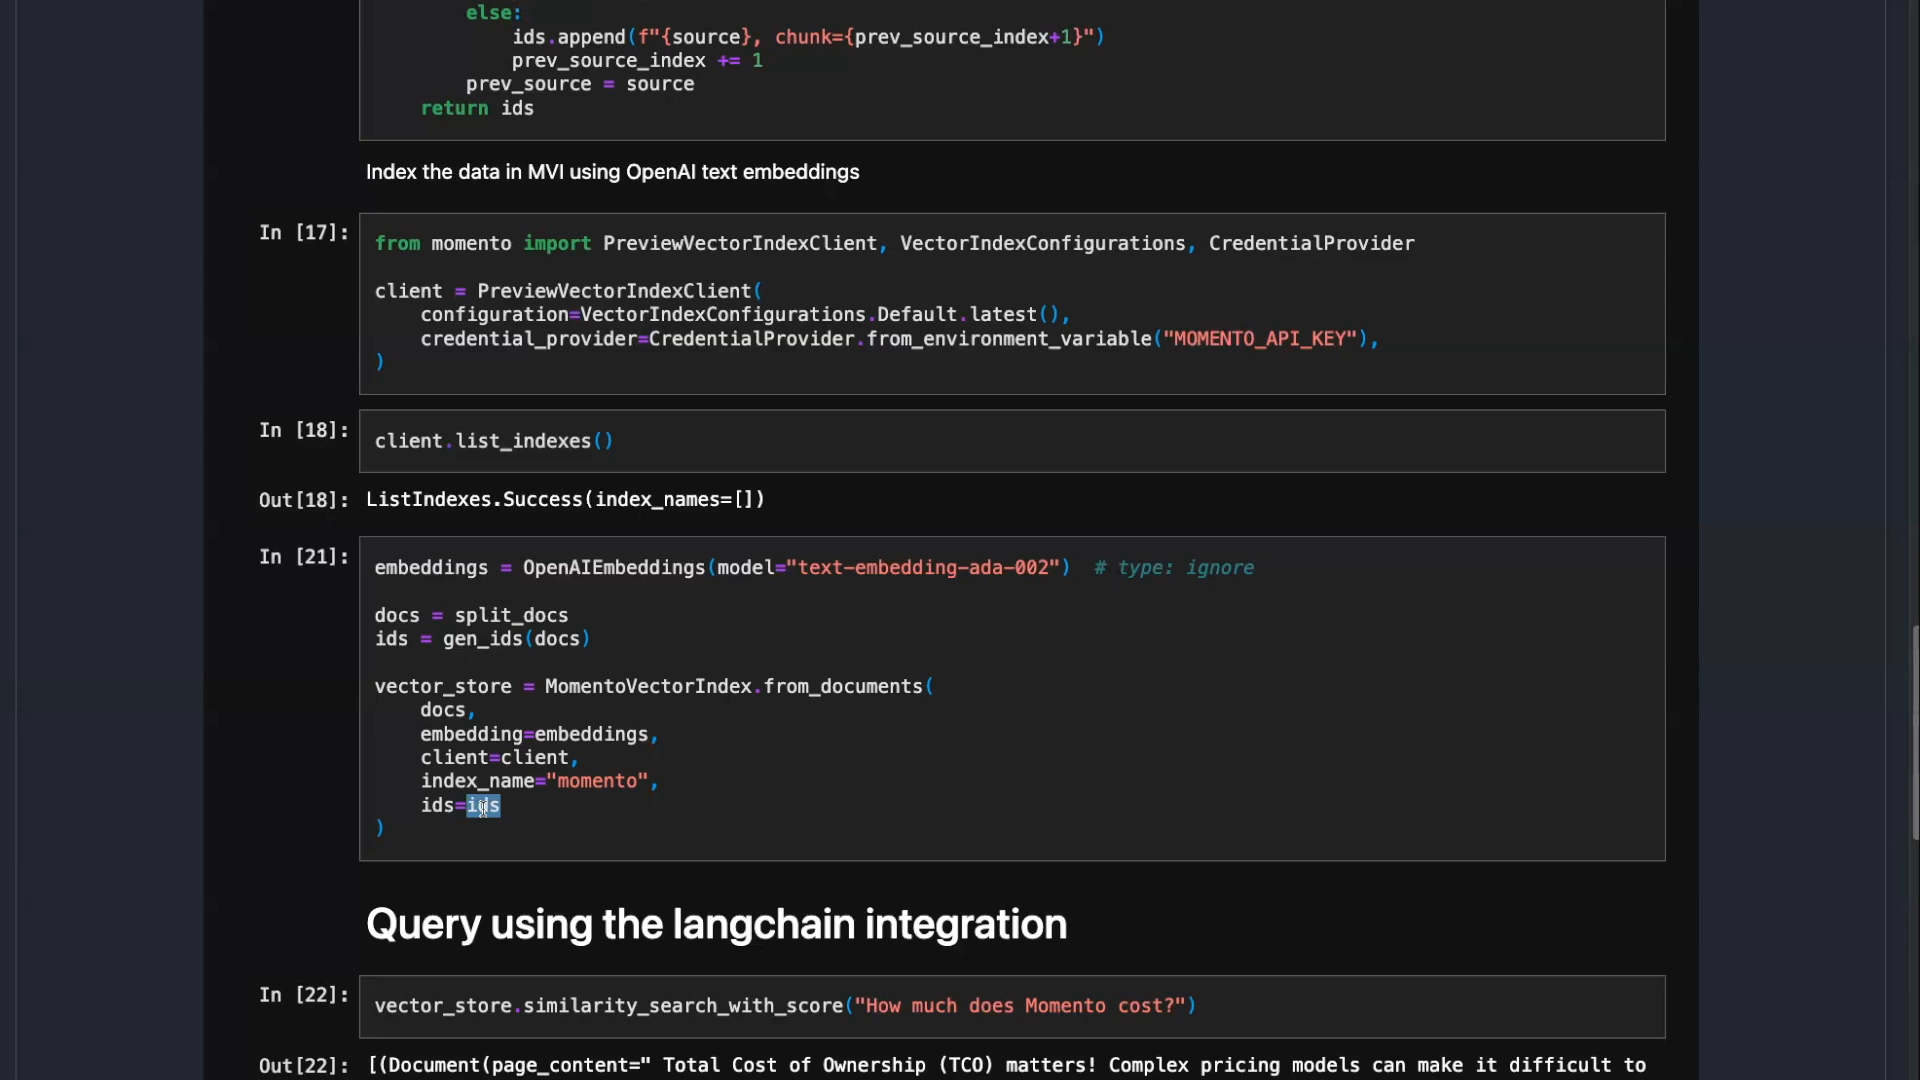 else:
ids.append(f"{source}, chunk={prev_source_index+1}")
prev_source_index += 1
prev_source = source
return ids
Index the data in MVI using OpenAI text embeddings
In [17]:
from momento import PreviewVectorIndexClient, VectorIndexConfigurations, CredentialProvider
client = PreviewVectorIndexClient(
configuration=VectorIndexConfigurations.Default.latest(),
credential_provider=CredentialProvider.from_environment_variable("MOMENTO_API_KEY"),
)
In [18]:
client.list_indexes()
Out[18]: ListIndexes.Success(index_names=[])
In [21]:
embeddings = OpenAIEmbeddings(model="text-embedding-ada-002")  # type: ignore
docs = split_docs
ids = gen_ids(docs)
vector_store = MomentoVectorIndex.from_documents(
docs,
embedding=embeddings,
client=client,
index_name="momento",
ids=ids
)
Query using the langchain integration
In [22]:
vector_store.similarity_search_with_score("How much does Momento cost?")
Out[22]: [(Document(page_content=" Total Cost of Ownership (TCO) matters! Complex pricing models can make it difficult to